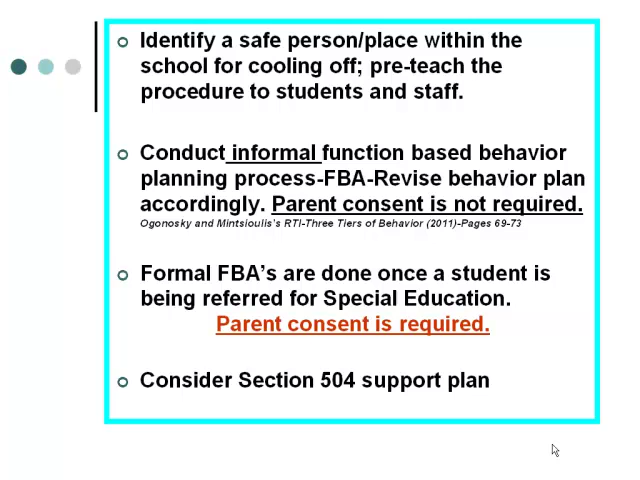 Identify a safe person/place within the
school for cooling off; pre-teach the
procedure to students and staff.
Conduct informal function based behavior
planning process-FBA-Revise behavior plan
accordingly. Parent consent is not required.
Ogonosky and Mintsioulis's RTI-Three Tiers of Behavior (2011)-Pages 69-73
Formal FBA's are done once a student is
being referred for Special Education.
Parent consent is required.
Consider Section 504 support plan